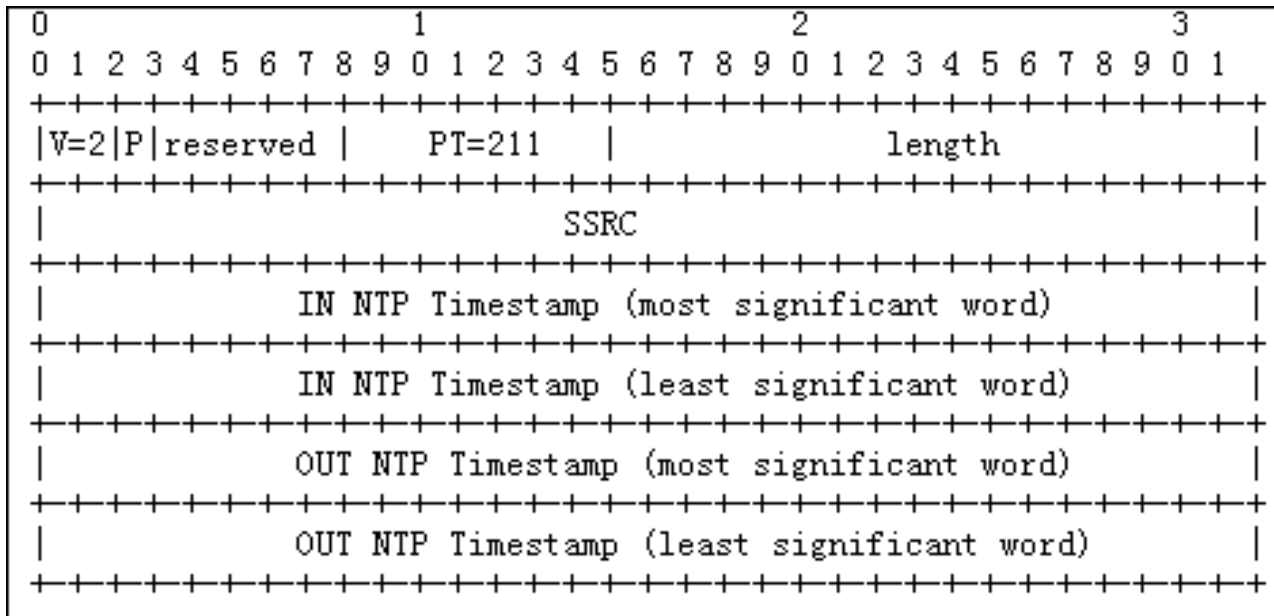 0                   1                   2                   3
0 1 2 3 4 5 6 7 8 9 0 1 2 3 4 5 6 7 8 9 0 1 2 3 4 5 6 7 8 9 0 1
+-+-+-+-+-+-+-+-+-+-+-+-+-+-+-+-+-+-+-+-+-+-+-+-+-+-+-+-+-+-+-+-+
|V=2|P|reserved |    PT=211   |              length             |
+-+-+-+-+-+-+-+-+-+-+-+-+-+-+-+-+-+-+-+-+-+-+-+-+-+-+-+-+-+-+-+-+
|                           SSRC                                |
+-+-+-+-+-+-+-+-+-+-+-+-+-+-+-+-+-+-+-+-+-+-+-+-+-+-+-+-+-+-+-+-+
|             IN NTP Timestamp (most significant word)          |
+-+-+-+-+-+-+-+-+-+-+-+-+-+-+-+-+-+-+-+-+-+-+-+-+-+-+-+-+-+-+-+-+
|             IN NTP Timestamp (least significant word)         |
+-+-+-+-+-+-+-+-+-+-+-+-+-+-+-+-+-+-+-+-+-+-+-+-+-+-+-+-+-+-+-+-+
|             OUT NTP Timestamp (most significant word)         |
+-+-+-+-+-+-+-+-+-+-+-+-+-+-+-+-+-+-+-+-+-+-+-+-+-+-+-+-+-+-+-+-+
|             OUT NTP Timestamp (least significant word)        |
+-+-+-+-+-+-+-+-+-+-+-+-+-+-+-+-+-+-+-+-+-+-+-+-+-+-+-+-+-+-+-+-+